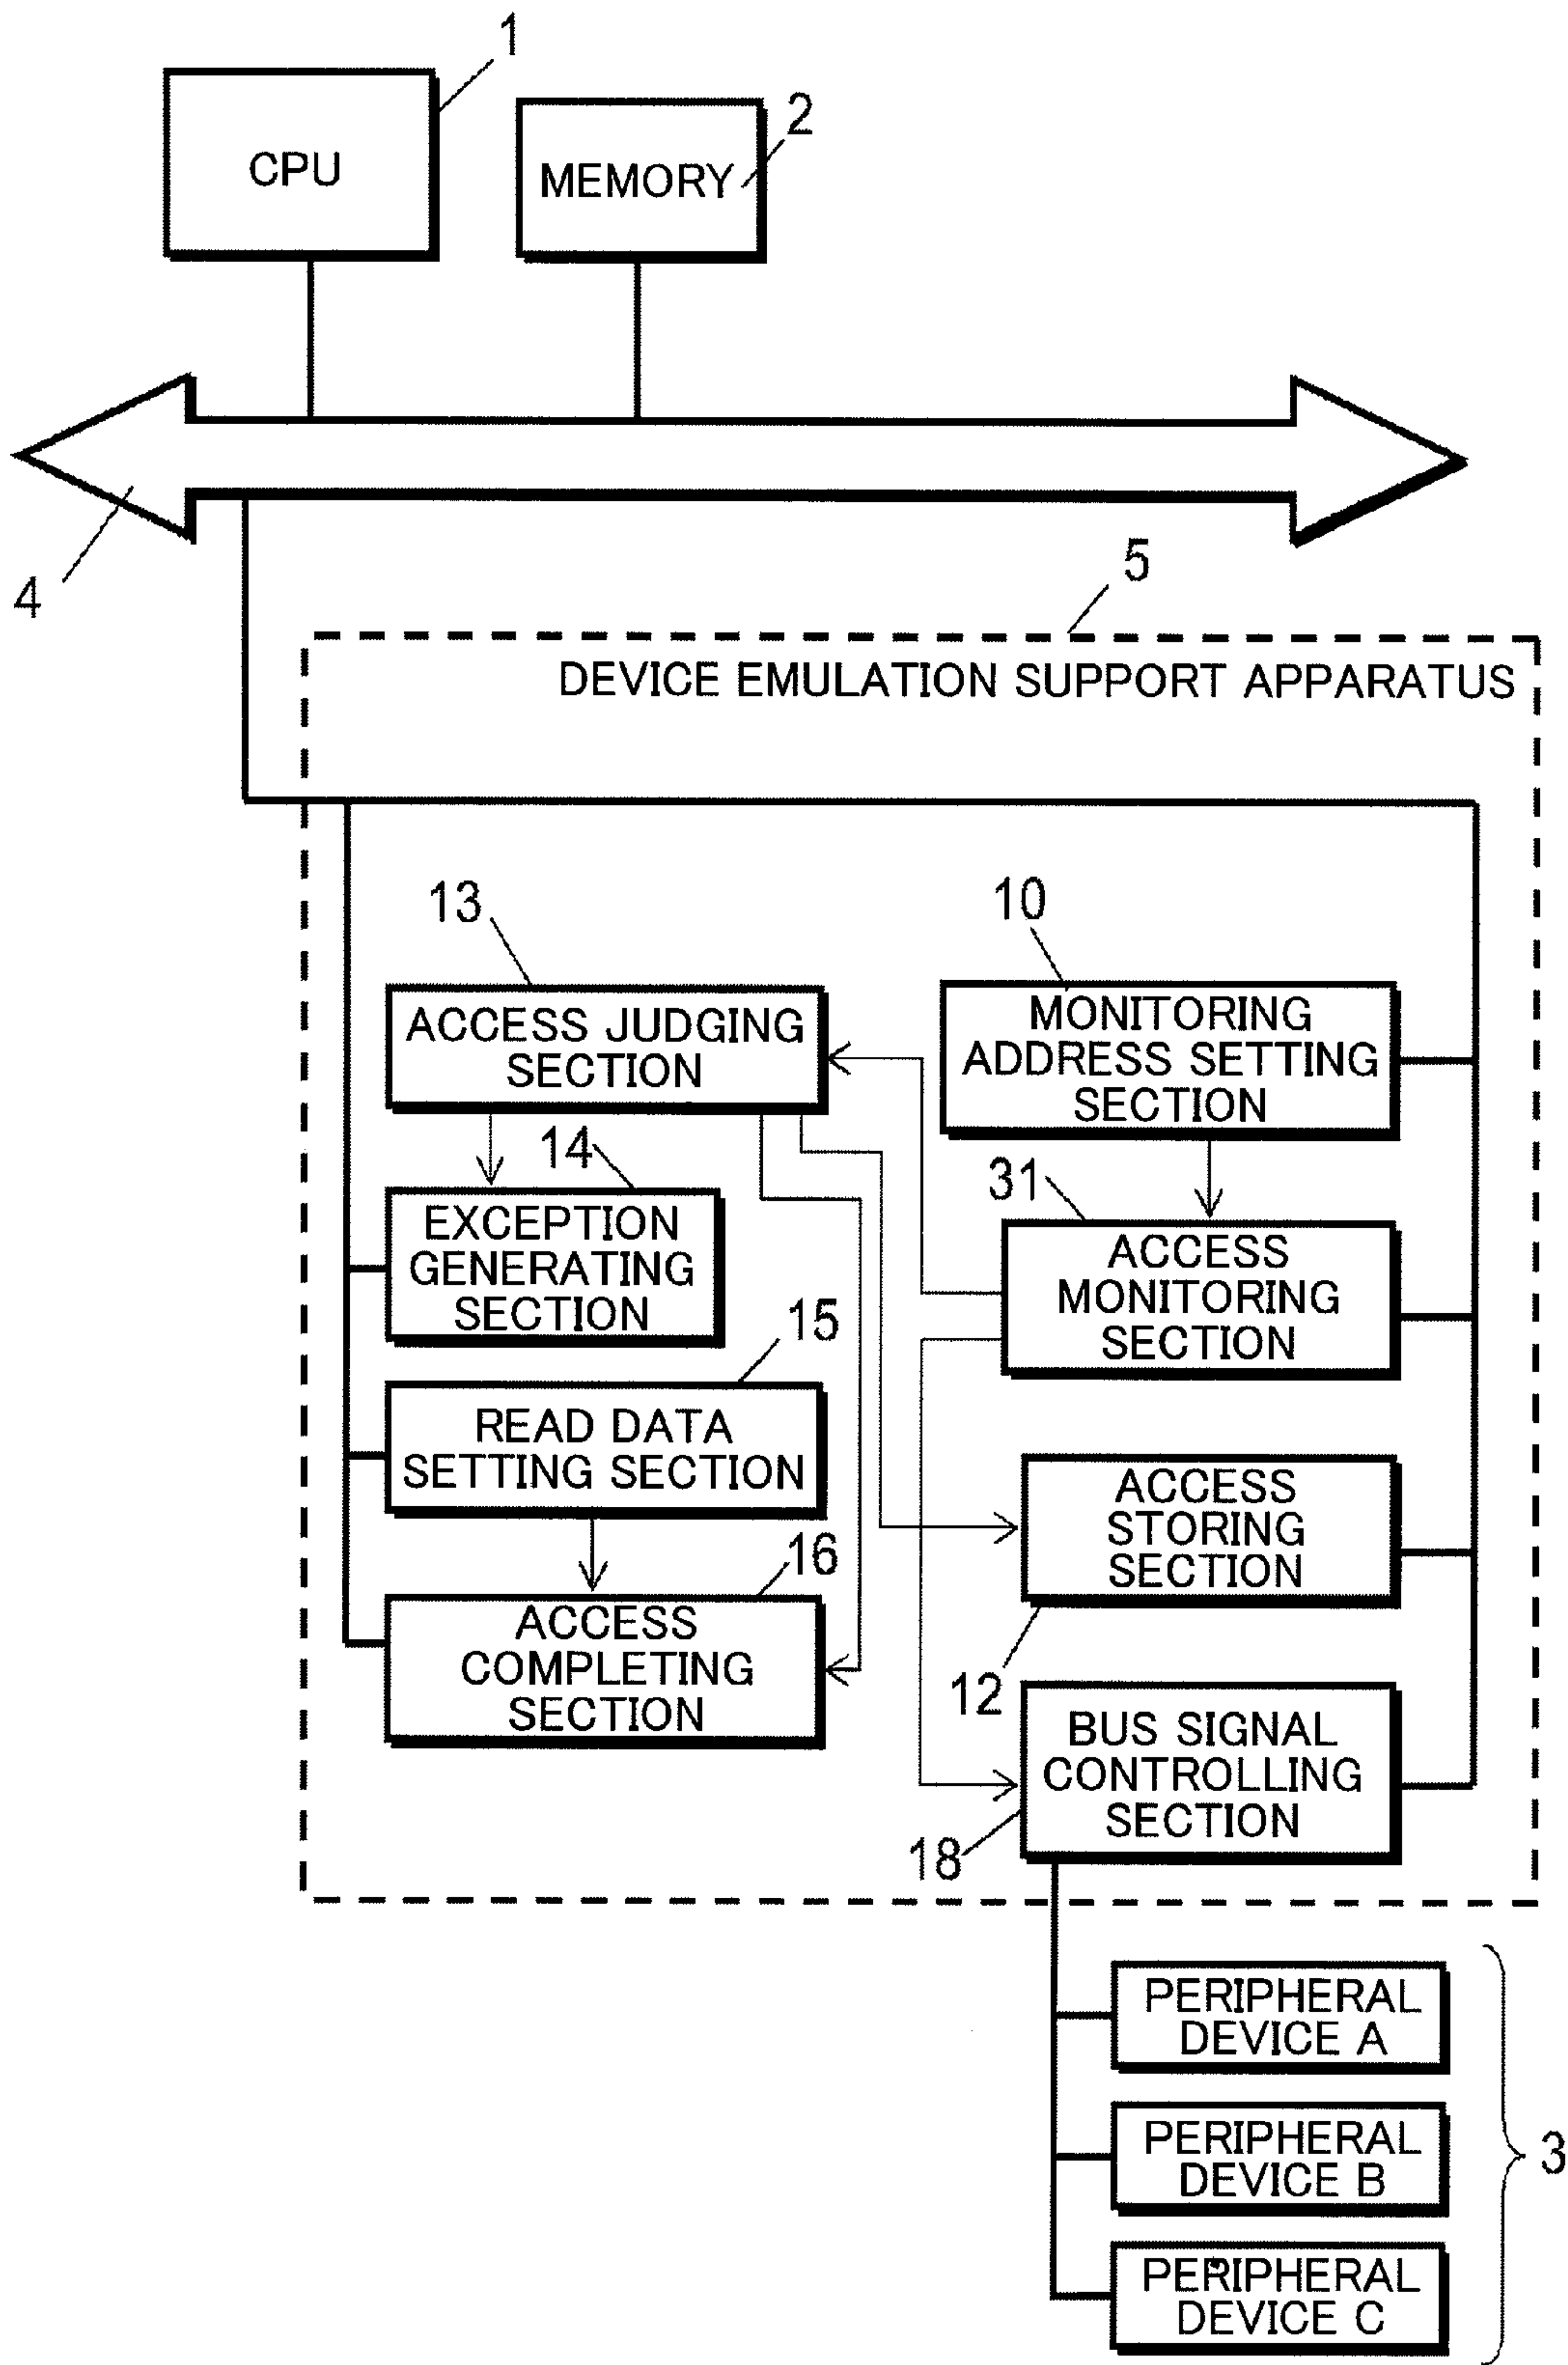 1
CPU
2
MEMORY
4
5
DEVICE EMULATION SUPPORT APPARATUS
13
ACCESS JUDGING
SECTION
10
MONITORING
ADDRESS SETTING
SECTION
14
EXCEPTION
GENERATING
SECTION
31
ACCESS
MONITORING
SECTION
15
READ DATA
SETTING SECTION
ACCESS
STORING
SECTION
12
16
ACCESS
COMPLETING
SECTION
BUS SIGNAL
CONTROLLING
SECTION
18
PERIPHERAL
DEVICE A
PERIPHERAL
DEVICE B
PERIPHERAL
DEVICE C
3